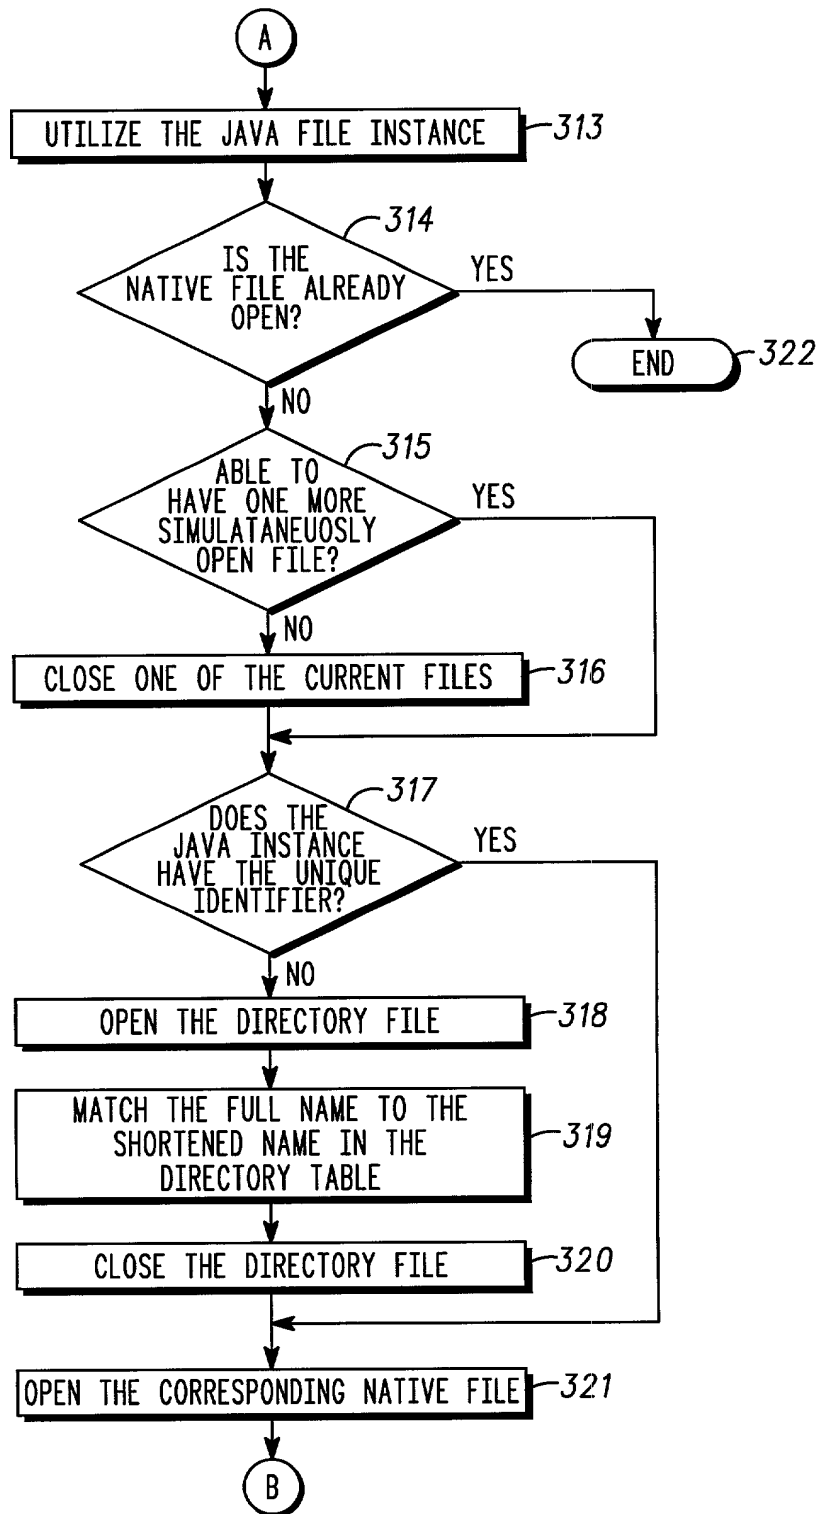 A
UTILIZE THE JAVA FILE INSTANCE
313
314
IS THE
NATIVE FILE ALREADY
OPEN?
YES
END
322
NO
315
ABLE TO
HAVE ONE MORE
SIMULATANEUOSLY
OPEN FILE?
YES
NO
CLOSE ONE OF THE CURRENT FILES
316
317
DOES THE
JAVA INSTANCE
HAVE THE UNIQUE
IDENTIFIER?
YES
NO
OPEN THE DIRECTORY FILE
318
MATCH THE FULL NAME TO THE
SHORTENED NAME IN THE
DIRECTORY TABLE
319
CLOSE THE DIRECTORY FILE
320
OPEN THE CORRESPONDING NATIVE FILE
321
B